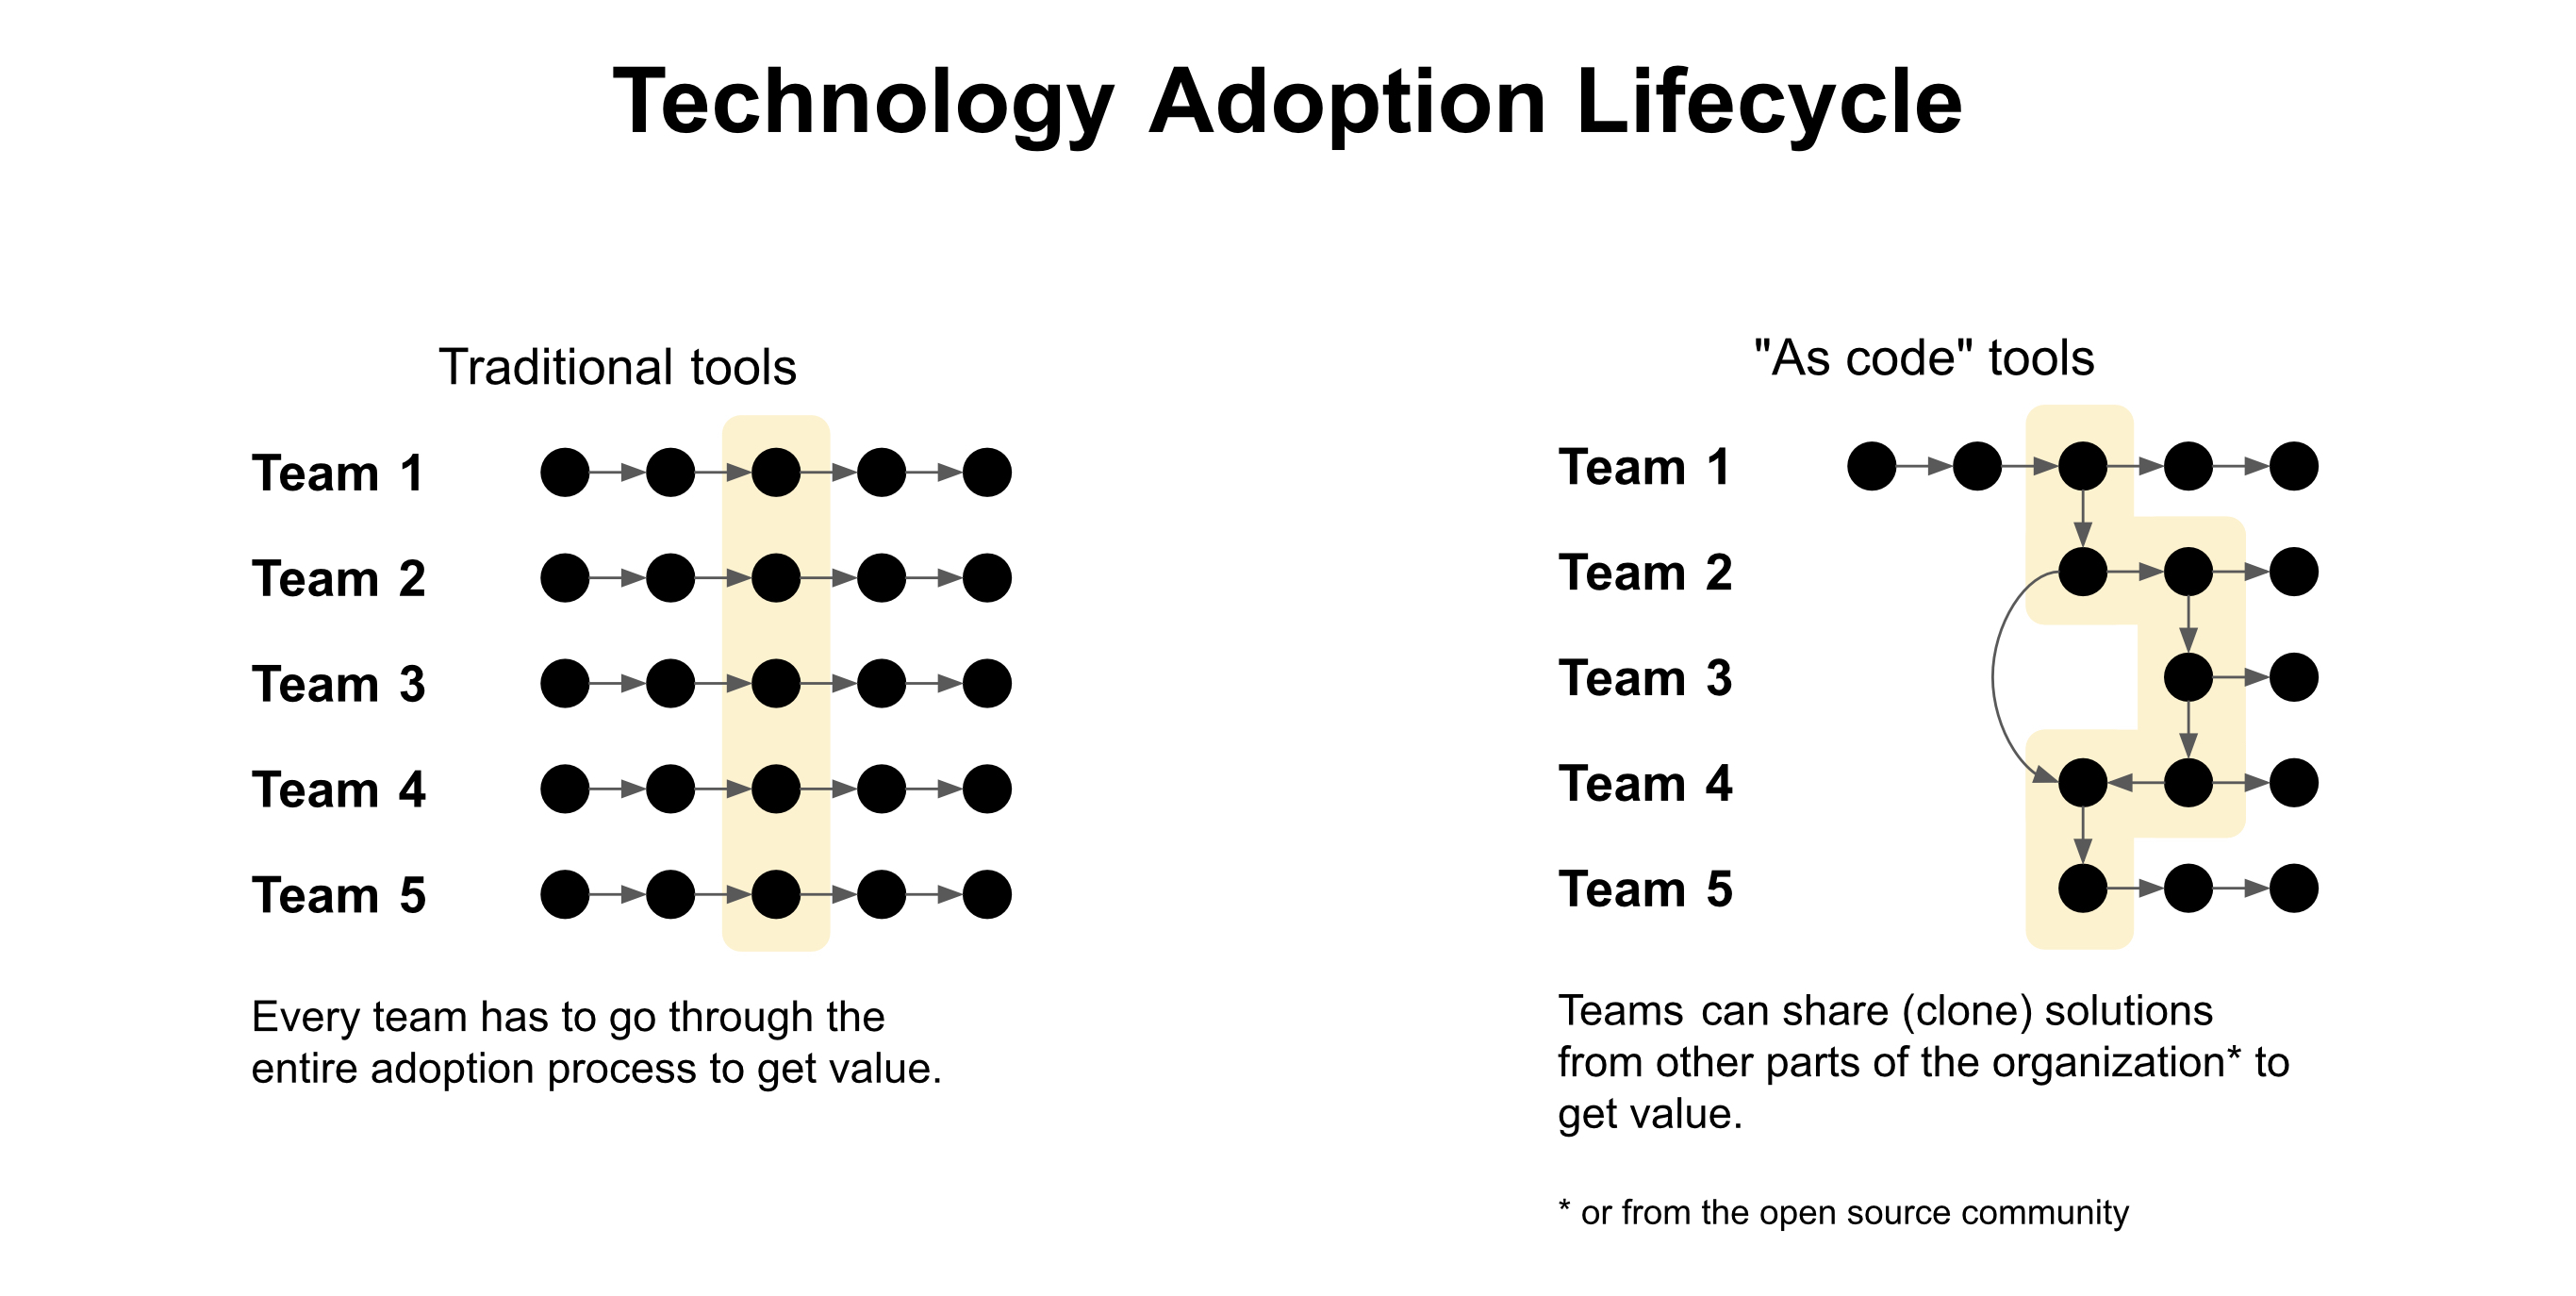 Technology Adoption Lifecycle
Traditional tools
Team 1
Team 2
Team 3
Team 4
Team 5
Every team has to go through the
entire adoption process to get value.
"As code" tools
Team 1
Team 2
Team 3
Team 4
Team 5
Teams can share (clone) solutions
from other parts of the organization* to
get value.
* or from the open source community